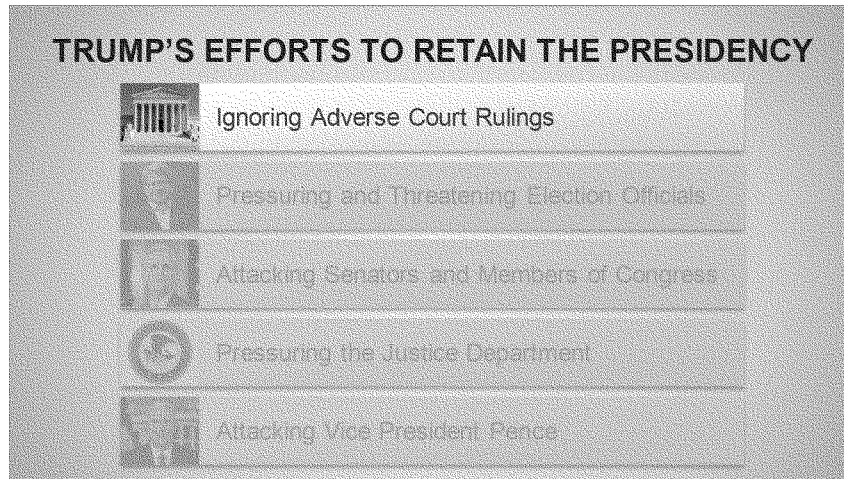 TRUMP'S EFFORTS TO RETAIN THE PRESIDENCY
Ignoring Adverse Court Rulings
Pressuring and Threatening Election Officials
Attacking Senators and Members of Congress
Pressuring the Justice Department
Attacking Vice President Pence